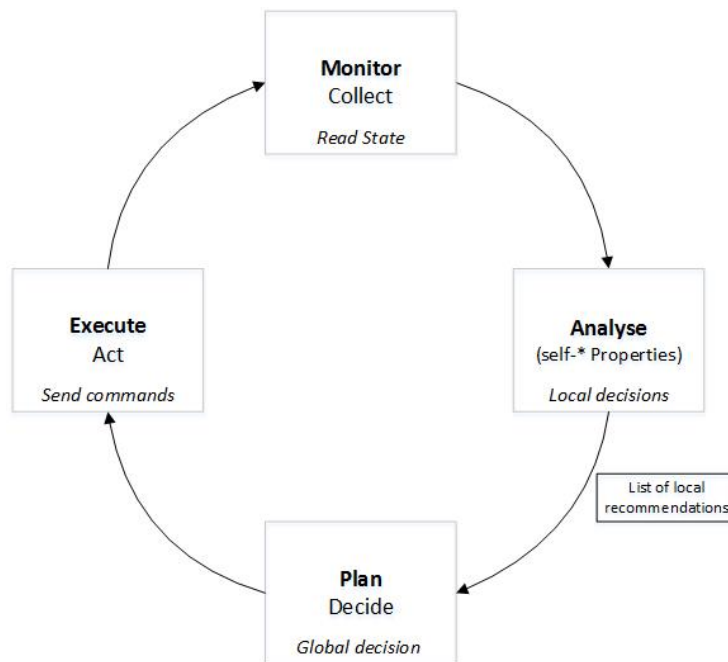 Monitor
Collect
Read State
Execute
Act
Send commands
Analyse
(self-* Properties)
Local decisions
List of local
recommendations
Plan
Decide
Global decision